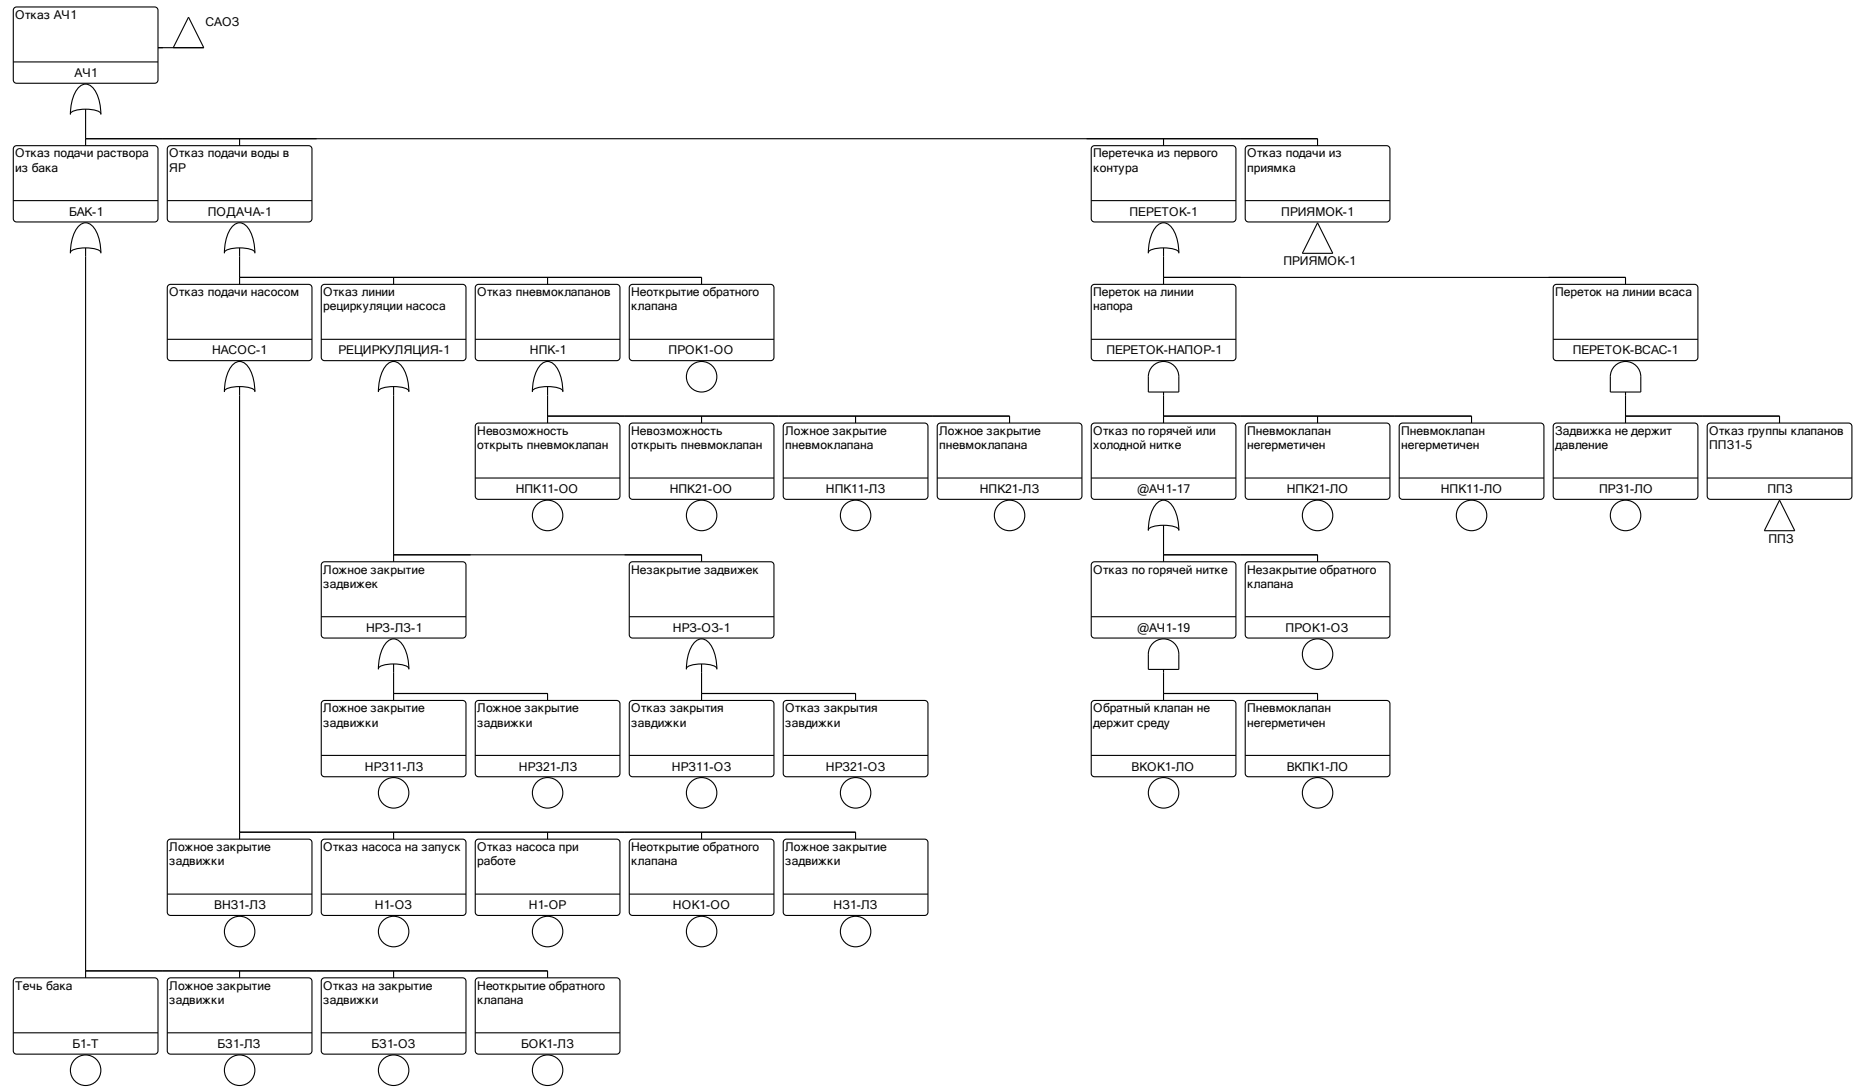 Отказ АЧ1
АЧ1
САОЗ
Отказ подачи раствора
из бака
БАК-1
Отказ подачи воды в
ЯР
ПОДАЧА-1
Перетечка из первого
контура
ПЕРЕТОК-1
Отказ подачи из
приямка
ПРИЯМОК-1
ПРИЯМОК-1
Отказ подачи насосом
НАСОС-1
Отказ линии
рециркуляции насоса
РЕЦИРКУЛЯЦИЯ-1
Отказ пневмоклапанов
НПК-1
Неоткрытие обратного
клапана
ПРОК1-ОО
Переток на линии
напора
ПЕРЕТОК-НАПОР-1
Переток на линии всаса
ПЕРЕТОК-ВСАС-1
Невозможность
открыть пневмоклапан
НПК11-ОО
Невозможность
открыть пневмоклапан
НПК21-ОО
Ложное закрытие
пневмоклапана
НПК11-ЛЗ
Ложное закрытие
пневмоклапана
НПК21-ЛЗ
Отказ по горячей или
холодной нитке
@АЧ1-17
Пневмоклапан
негерметичен
НПК21-ЛО
Пневмоклапан
негерметичен
НПК11-ЛО
Задвижка не держит
давление
ПРЗ1-ЛО
Отказ группы клапанов
ППЗ1-5
ППЗ
ППЗ
Ложное закрытие
задвижек
НРЗ-ЛЗ-1
Незакрытие задвижек
НРЗ-ОЗ-1
Отказ по горячей нитке
@АЧ1-19
Незакрытие обратного
клапана
ПРОК1-ОЗ
Ложное закрытие
задвижки
НРЗ11-ЛЗ
Ложное закрытие
задвижки
НРЗ21-ЛЗ
Отказ закрытия
завдижки
НРЗ11-ОЗ
Отказ закрытия
завдижки
НРЗ21-ОЗ
Обратный клапан не
держит среду
ВКОК1-ЛО
Пневмоклапан
негерметичен
ВКПК1-ЛО
Ложное закрытие
задвижки
ВНЗ1-ЛЗ
Отказ насоса на запуск
Н1-ОЗ
Отказ насоса при
работе
Н1-ОР
Неоткрытие обратного
клапана
НОК1-ОО
Ложное закрытие
задвижки
НЗ1-ЛЗ
Течь бака
Б1-Т
Ложное закрытие
задвижки
БЗ1-ЛЗ
Отказ на закрытие
задвижки
БЗ1-ОЗ
Неоткрытие обратного
клапана
БОК1-ЛЗ